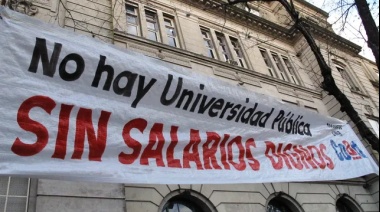 No hay Universidad Pública
SIN SALARIOS DIGNOS